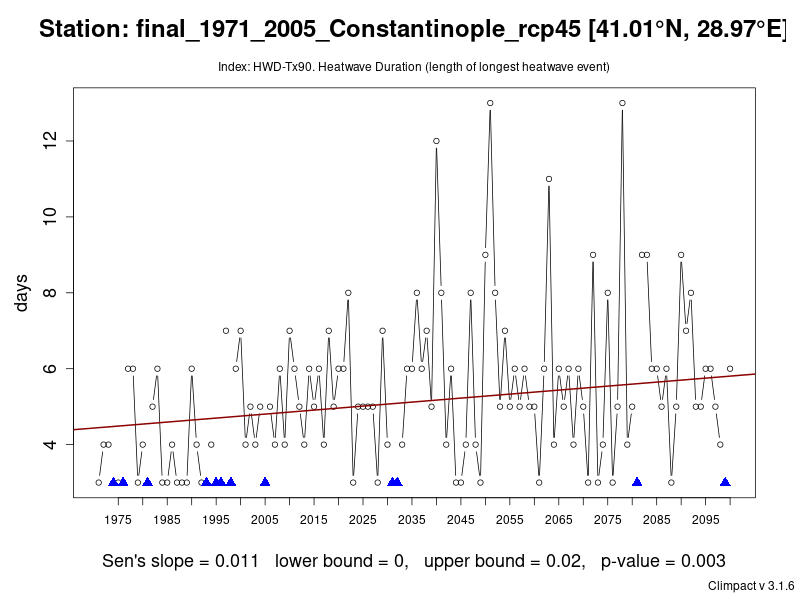 Station: final_1971_2005_Constantinople_rcp45 [41.01°N, 28.97°E]
Index: HWD-Tx90. Heatwave Duration (length of longest heatwave event)
12
10
8
6
4
days
1975 1985 1995 2005 2015 2025 2035 2045 2055 2065 2075 2085 2095
Sen's slope = 0.011 lower bound = 0, upper bound = 0.02, p-value = 0.003
Climpact v 3.1.6